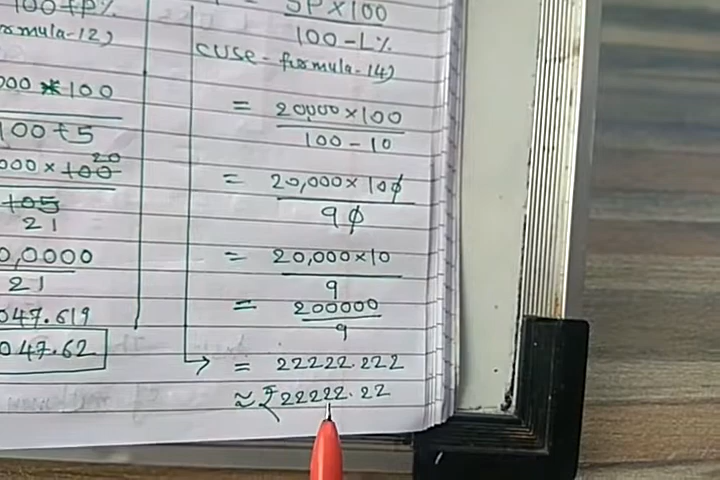 100+P%
mula-12)
000 * 100
100+5
000 × 100 20
105
21
0,0000
21
047.619
047.62
SP×100
100-L%
(use - formula-14)
= 20,000×100
100-10
= 20,000×100
90
= 20,000×10
9
= 200000
9
= 22222.222
≈ ₹22222.22